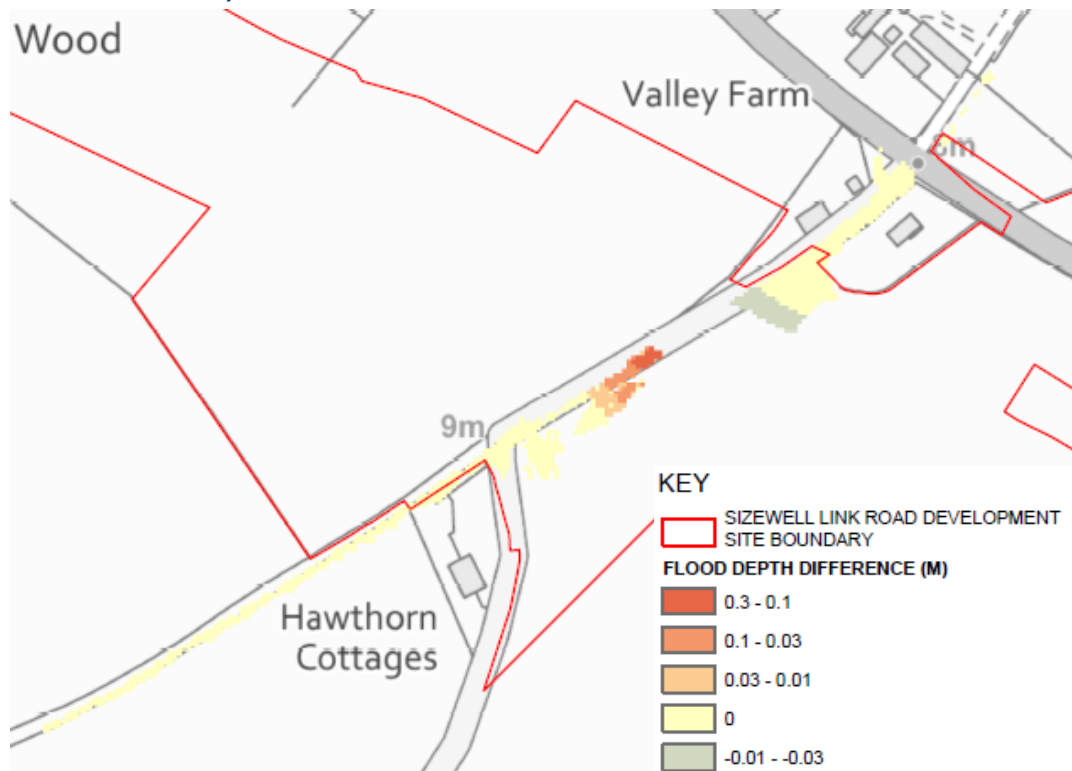 Wood
Valley Farm
8m
9m
Hawthorn
Cottages
KEY
SIZEWELL LINK ROAD DEVELOPMENT
SITE BOUNDARY
FLOOD DEPTH DIFFERENCE (M)
0.3 - 0.1
0.1 - 0.03
0.03 - 0.01
0
-0.01 - -0.03